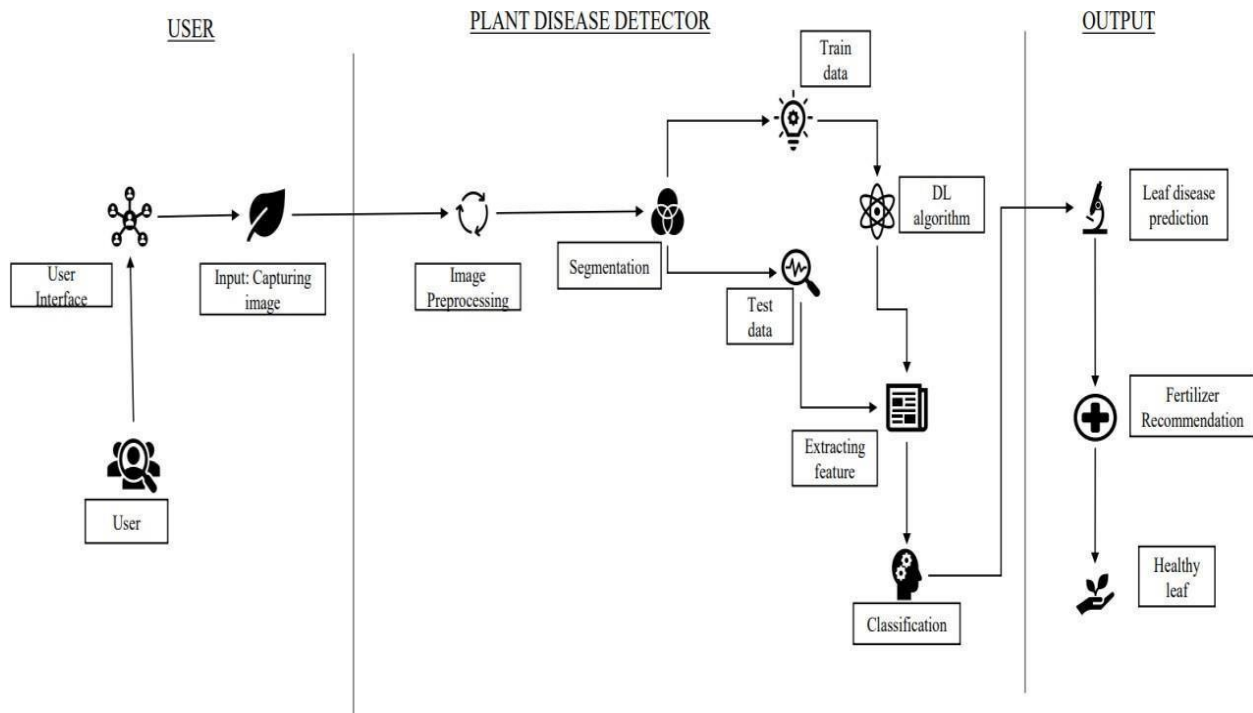 USER
PLANT DISEASE DETECTOR
OUTPUT
Train
data
DL
algorithm
Leaf disease
prediction
User
Interface
Input: Capturing
image
Image
Preprocessing
Segmentation
Test
data
Fertilizer
Recommendation
Extracting
feature
User
Healthy
leaf
Classification